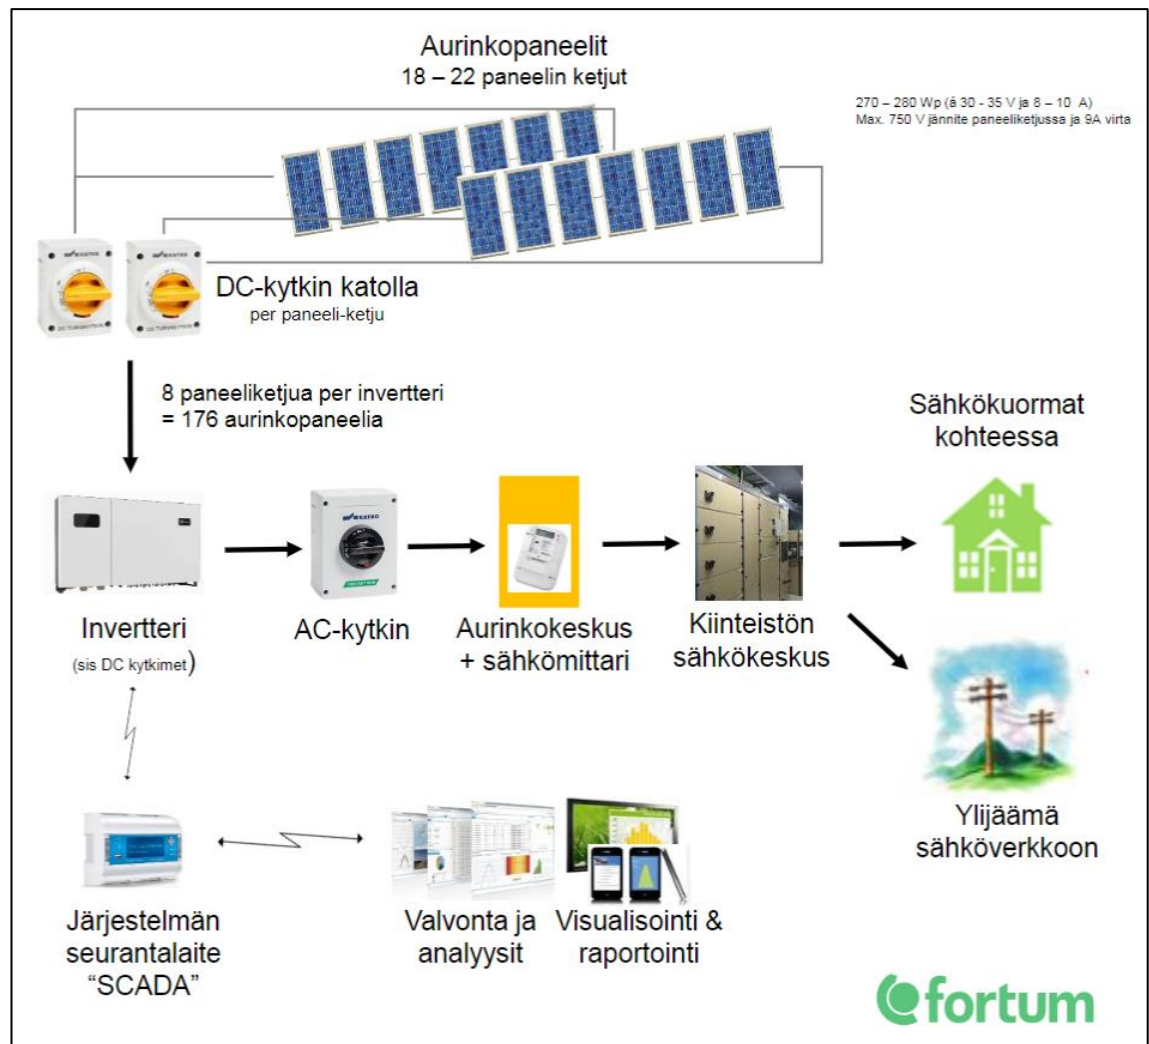 Aurinkopaneelit
18 – 22 paneelin ketjut
270 – 280 Wp (á 30 - 35 V ja 8 – 10 A)
Max. 750 V jännite paneeliketjussa ja 9A virta
DC-kytkin katolla
per paneeli-ketju
8 paneeliketjua per invertteri
= 176 aurinkopaneelia
Sähkökuormat
kohteessa
Invertteri
(sis DC kytkimet)
AC-kytkin
Aurinkokeskus
+ sähkömittari
Kiinteistön
sähkökeskus
Ylijäämä
sähköverkkoon
Järjestelmän
seurantalaite
“SCADA”
Valvonta ja
analyysit
Visualisointi &
raportointi
fortum